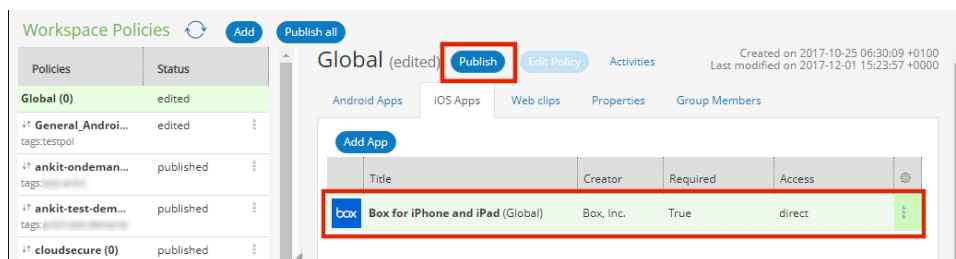 Workspace Policies Add Publish all
Policies Status
Global (0) edited
General_Androi... edited
tags:testpol
ankit-ondeman... published
tags:
ankit-test-dem... published
tags:
cloudsecure (0) published
Global (edited) Publish Edit Policy Activities
Created on 2017-10-25 06:30:09 +0100
Last modified on 2017-12-01 15:23:57 +0000
Android Apps iOS Apps Web clips Properties Group Members
Add App
Title Creator Required Access
box Box for iPhone and iPad (Global) Box, Inc. True direct